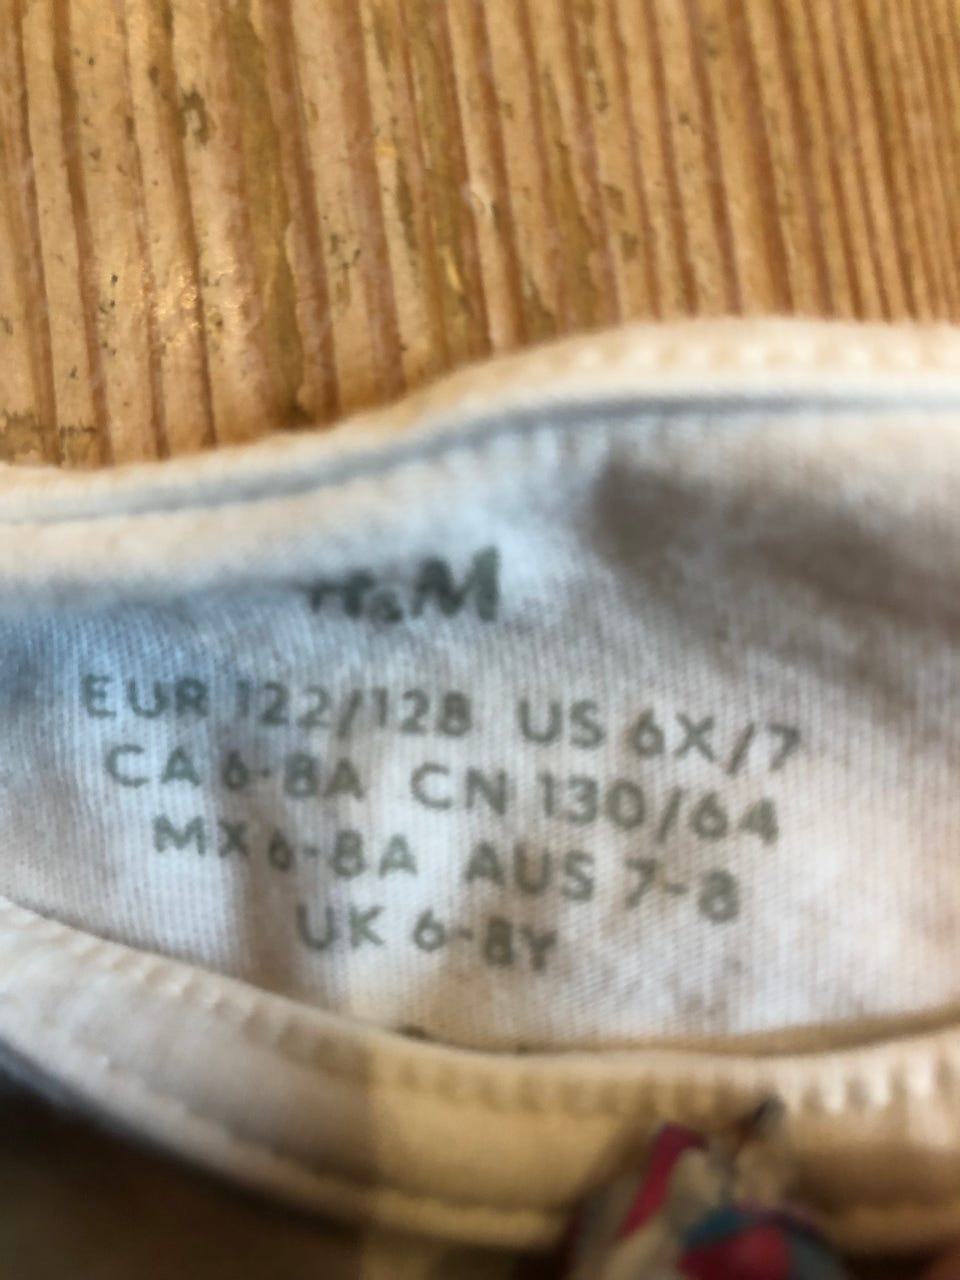 H&M
EUR 122/128 US 6X/7
CA 6-8A CN 130/64
MX 6-8A AUS 7-8
UK 6-8Y